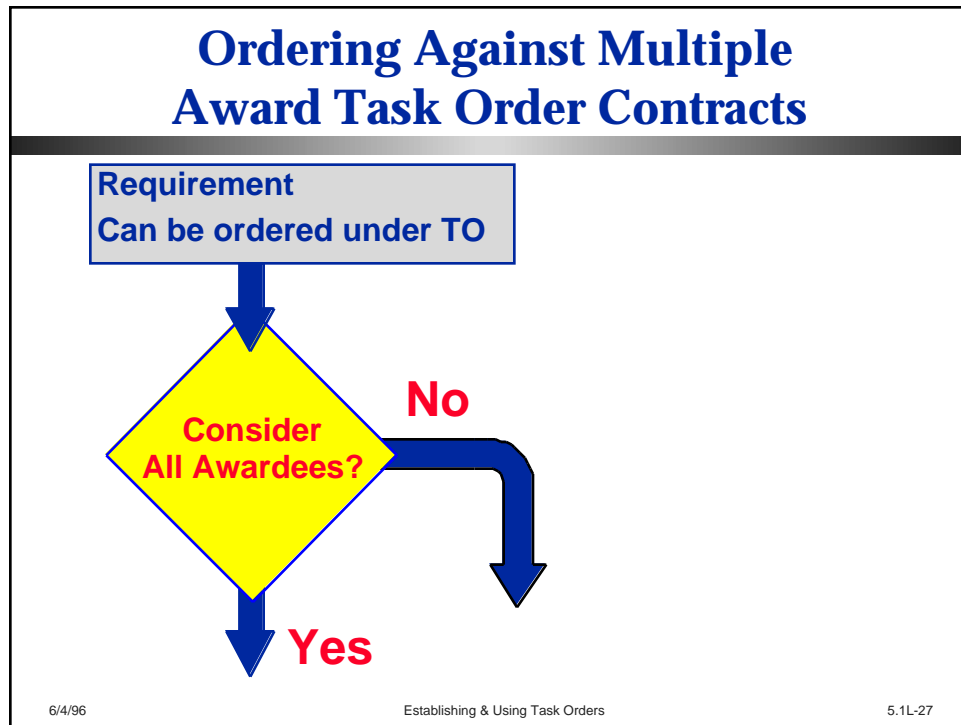 Ordering Against Multiple
Award Task Order Contracts
Requirement
Can be ordered under TO
No
Consider
All Awardees?
Yes
6/4/96
Establishing & Using Task Orders
5.1L-27